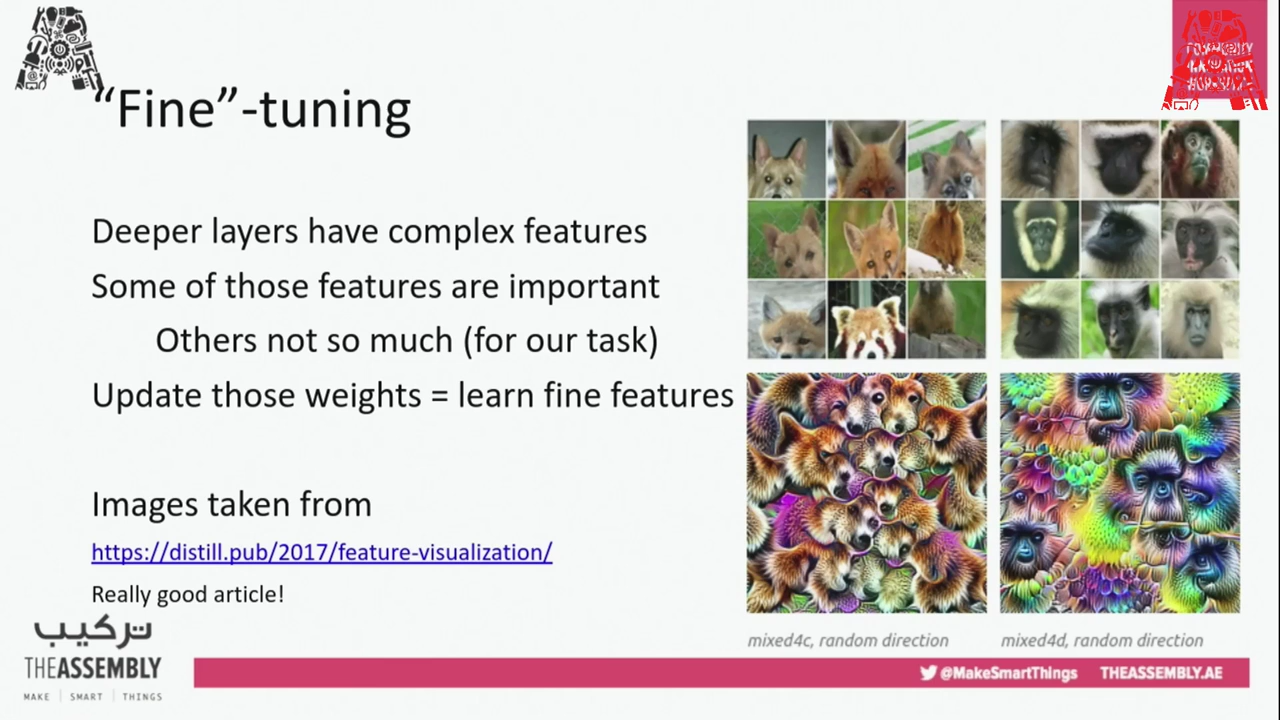 “Fine”-tuning
Deeper layers have complex features
Some of those features are important
Others not so much (for our task)
Update those weights = learn fine features
Images taken from
https://distill.pub/2017/feature-visualization/
Really good article!
mixed4c, random direction
mixed4d, random direction
تركيب
THEASSEMBLY
MAKE | SMART | THINGS
@MakeSmartThings
THEASSEMBLY.AE